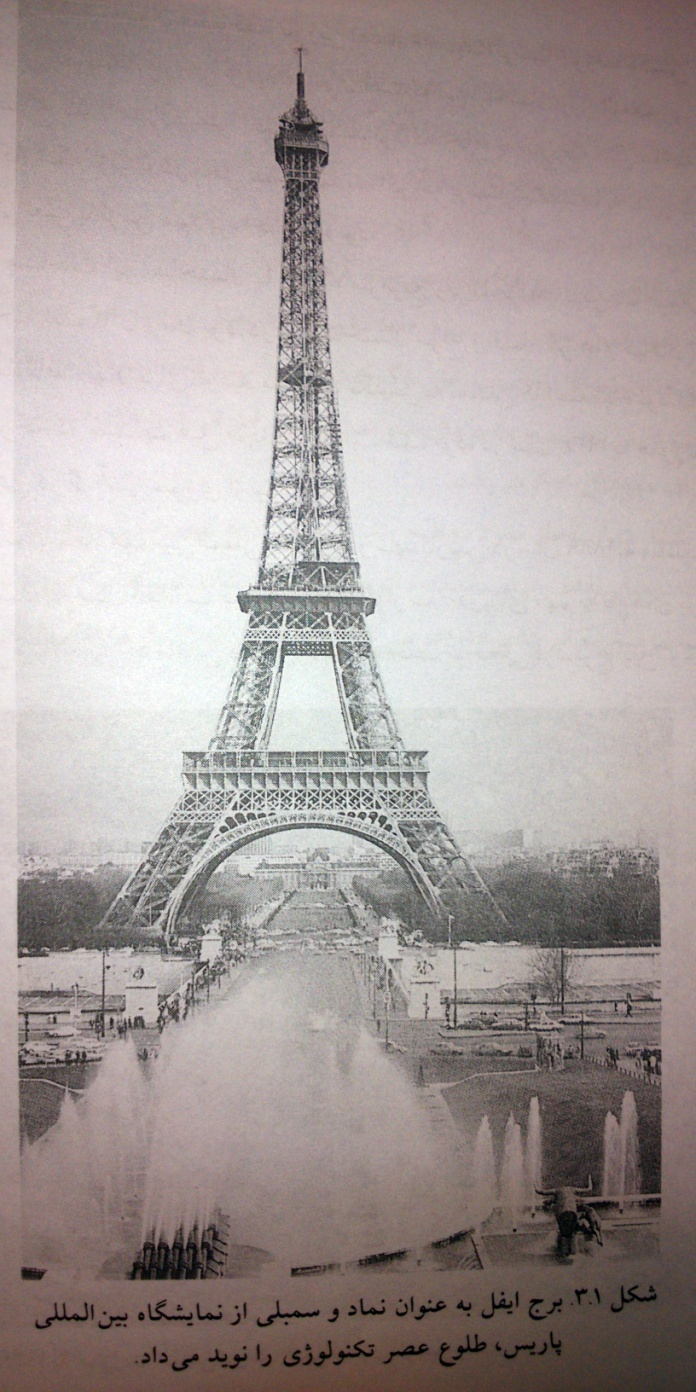 شکل ۳.۱. برج ایفل به عنوان نماد و سمبلی از نمایشگاه بین‌المللی
پاریس، طلوع عصر تکنولوژی را نوید می‌داد.